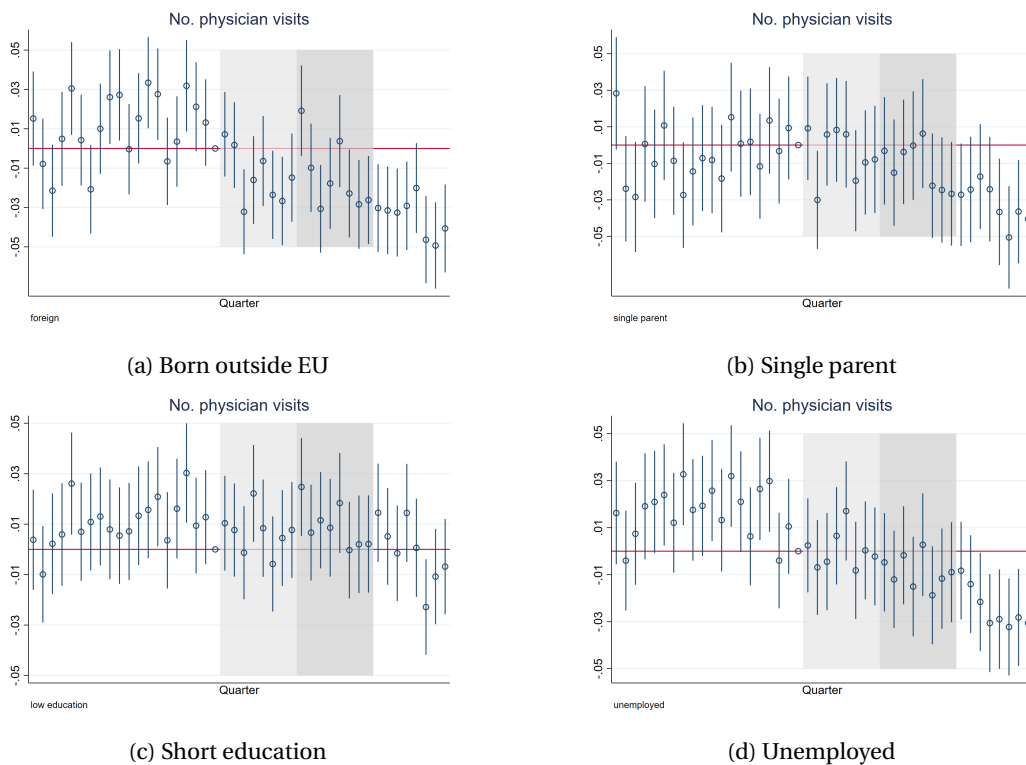 No. physician visits
.05
.03
.01
-.01
-.03
-.05
Quarter
foreign
(a) Born outside EU
No. physician visits
.05
.03
.01
-.01
-.03
-.05
Quarter
single parent
(b) Single parent
No. physician visits
.05
.03
.01
-.01
-.03
-.05
Quarter
low education
(c) Short education
No. physician visits
.05
.03
.01
-.01
-.03
-.05
Quarter
unemployed
(d) Unemployed